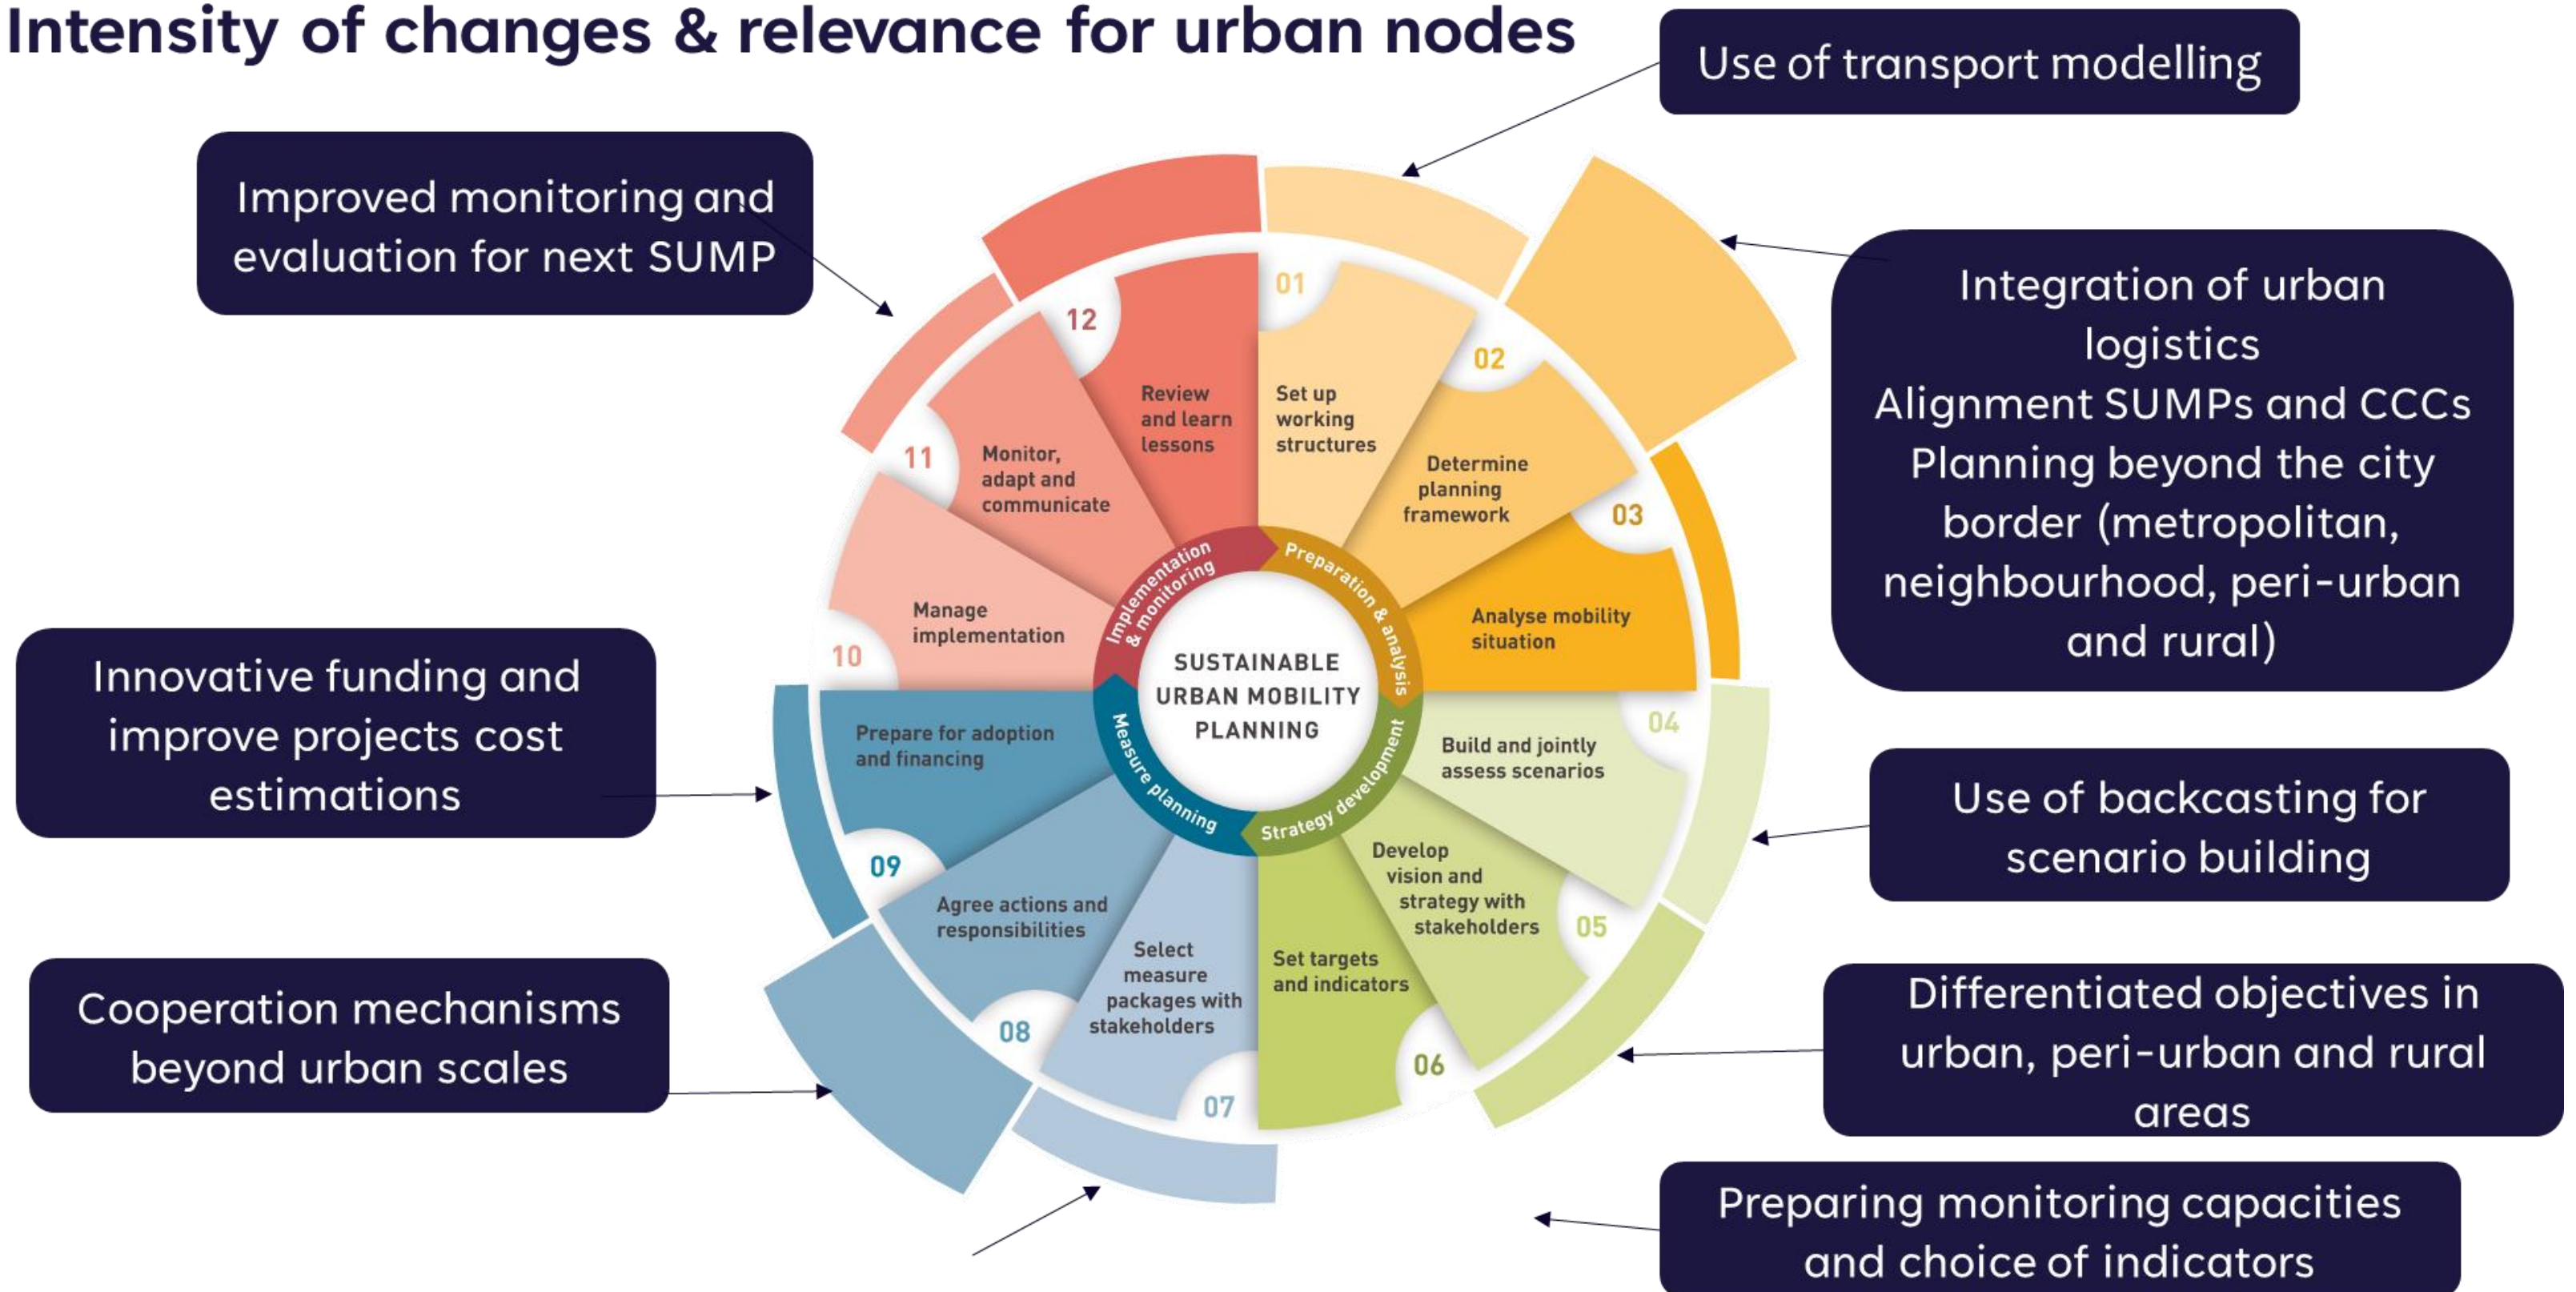 Intensity of changes & relevance for urban nodes
Use of transport modelling
Improved monitoring and
evaluation for next SUMP
Integration of urban
logistics
Alignment SUMPs and CCCs
Planning beyond the city
border (metropolitan,
neighbourhood, peri-urban
and rural)
Innovative funding and
improve projects cost
estimations
Use of backcasting for
scenario building
Cooperation mechanisms
beyond urban scales
Differentiated objectives in
urban, peri-urban and rural
areas
Preparing monitoring capacities
and choice of indicators
SUSTAINABLE
URBAN MOBILITY
PLANNING
Preparation & analysis
Strategy development
Measure planning
Implementation
& monitoring
01
Set up
working
structures
02
Determine
planning
framework
03
Analyse mobility
situation
04
Build and jointly
assess scenarios
05
Develop
vision and
strategy with
stakeholders
06
Set targets
and indicators
07
Select
measure
packages with
stakeholders
08
Agree actions and
responsibilities
09
Prepare for adoption
and financing
10
Manage
implementation
11
Monitor,
adapt and
communicate
12
Review
and learn
lessons